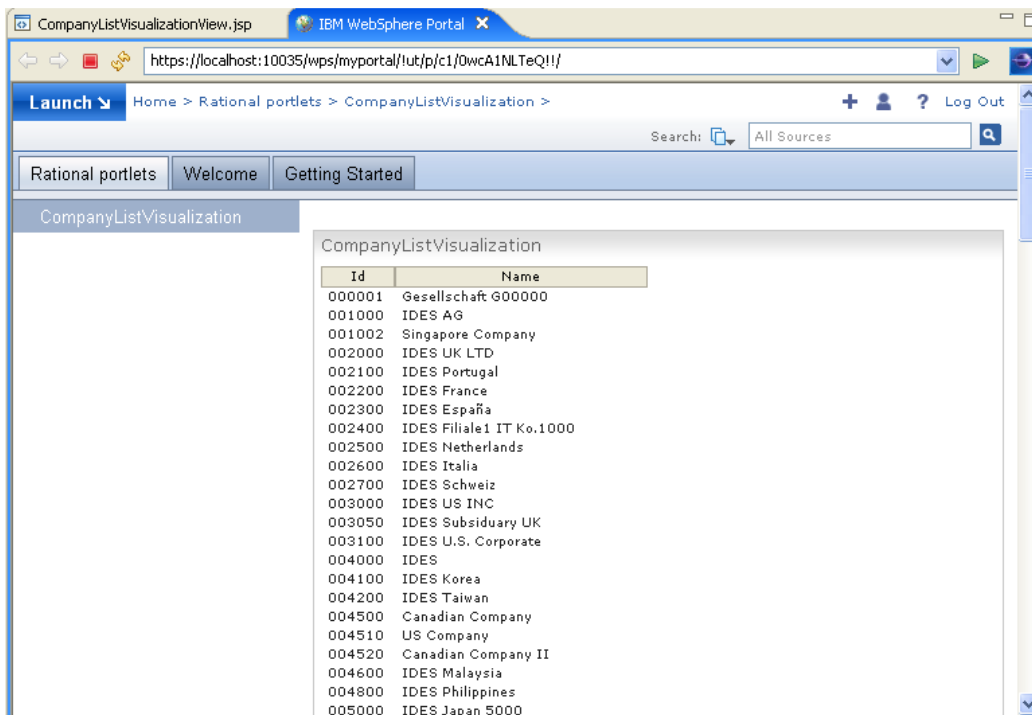 CompanyListVisualizationView.jsp IBM WebSphere Portal
https://localhost:10035/wps/myportal/!ut/p/c1/0wcA1NLTeQ!!/
Launch Home > Rational portlets > CompanyListVisualization > ? Log Out
Search: All Sources
Rational portlets Welcome Getting Started
CompanyListVisualization
CompanyListVisualization
Id Name
000001 Gesellschaft G00000
001000 IDES AG
001002 Singapore Company
002000 IDES UK LTD
002100 IDES Portugal
002200 IDES France
002300 IDES España
002400 IDES Filiale1 IT Ko.1000
002500 IDES Netherlands
002600 IDES Italia
002700 IDES Schweiz
003000 IDES US INC
003050 IDES Subsiduary UK
003100 IDES U.S. Corporate
004000 IDES
004100 IDES Korea
004200 IDES Taiwan
004500 Canadian Company
004510 US Company
004520 Canadian Company II
004600 IDES Malaysia
004800 IDES Philippines
005000 IDES Japan 5000